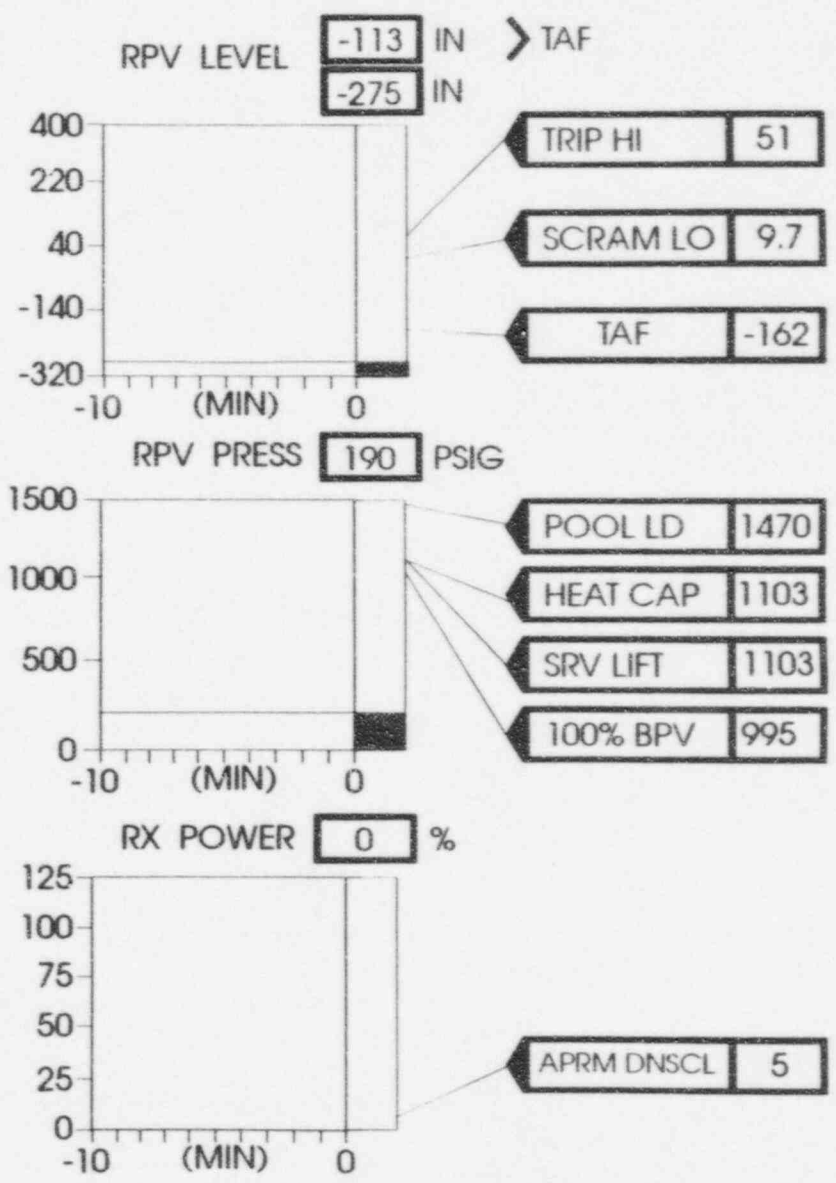 RPV LEVEL -113 IN > TAF
-275 IN
400
220
40
-140
-320
-10 (MIN) 0
TRIP HI 51
SCRAM LO 9.7
TAF -162
RPV PRESS 190 PSIG
1500
1000
500
0
-10 (MIN) 0
POOL LD 1470
HEAT CAP 1103
SRV LIFT 1103
100% BPV 995
RX POWER 0 %
125
100
75
50
25
0
-10 (MIN) 0
APRM DNSCL 5